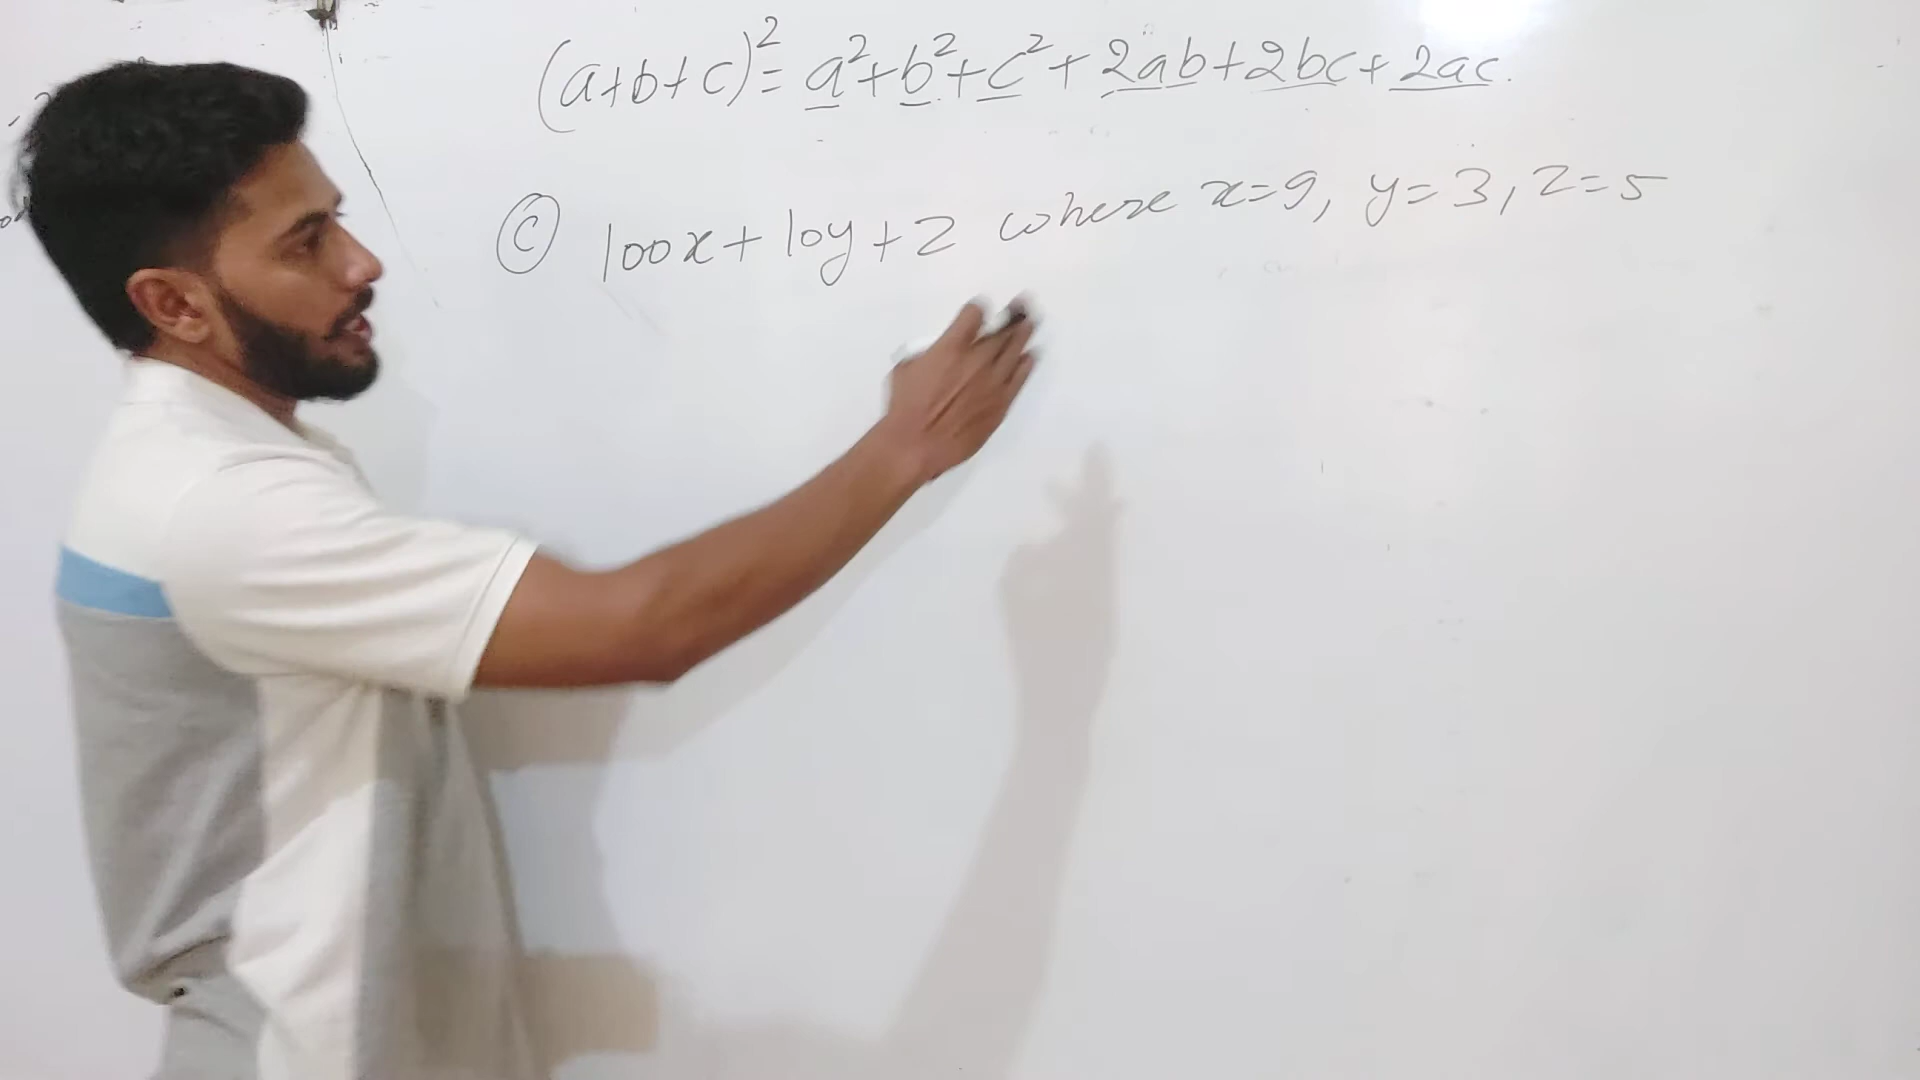 (a+b+c)²= a²+b²+c²+2ab+2bc+2ac.
(C) 100x+10y+z where x=9, y=3, z=5